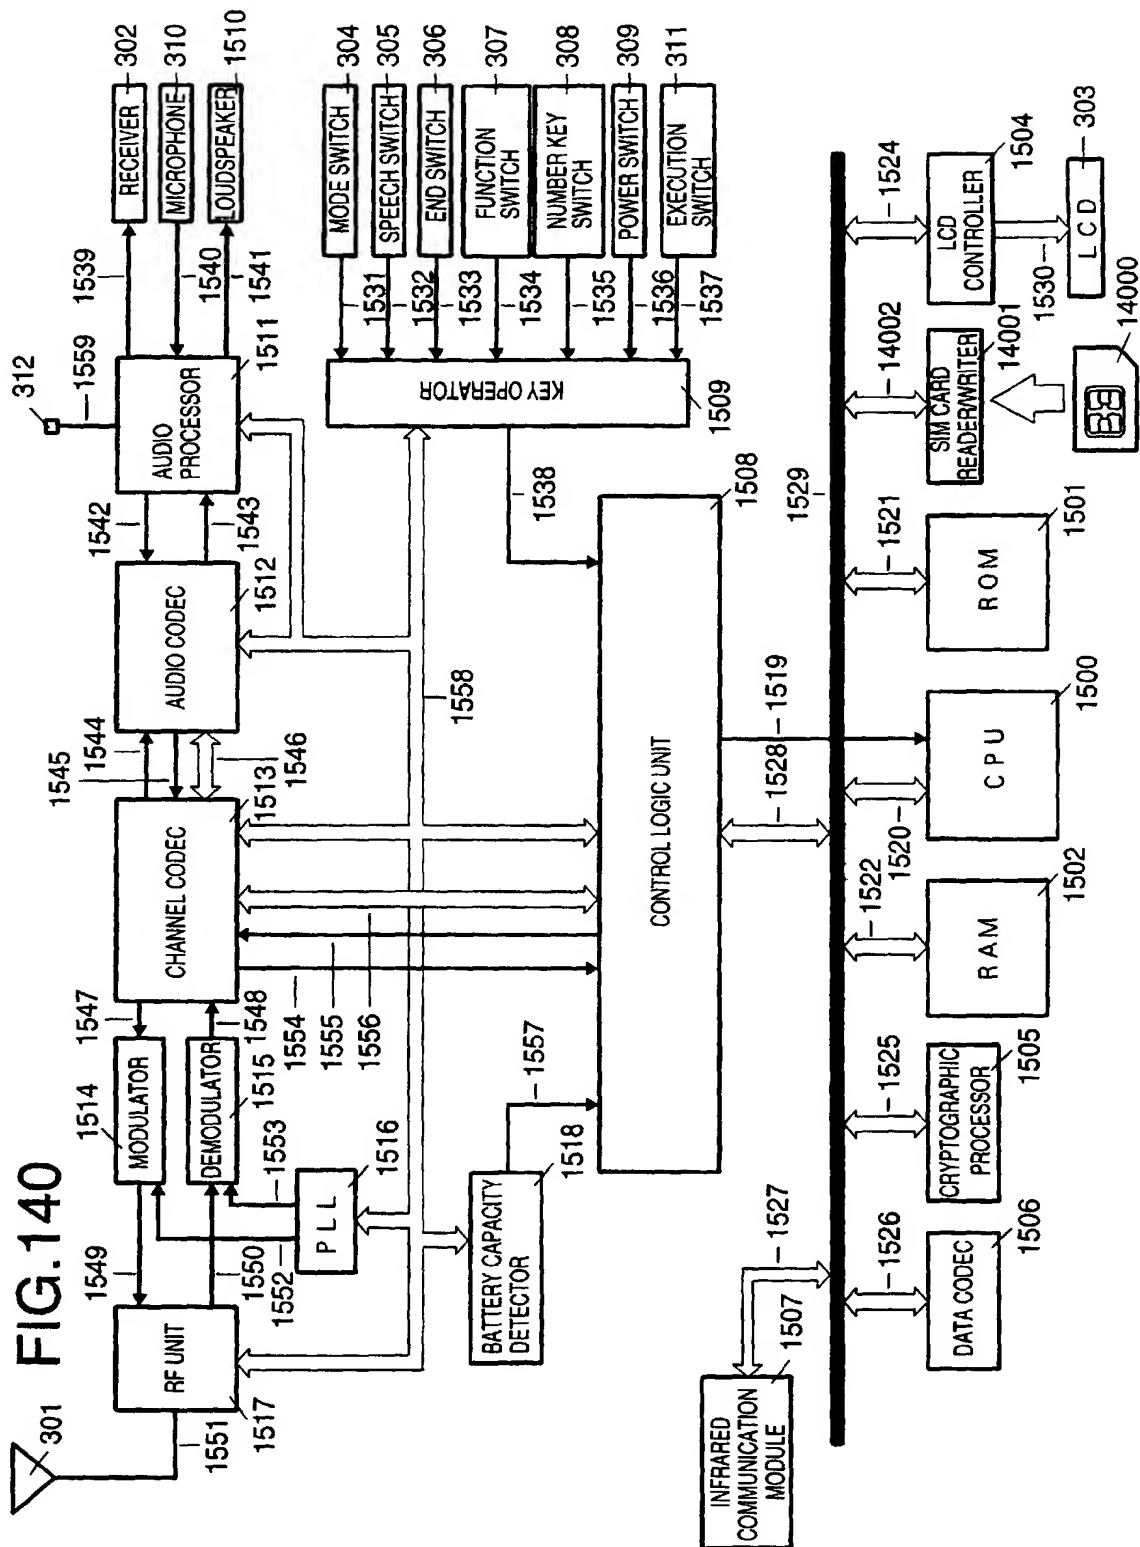 FIG.140
301
1551
RF UNIT
1517
1549
1550
1552
1553
1514
MODULATOR
DEMODULATOR
1515
PLL
1516
1547
1548
CHANNEL CODEC
1513
1545
1544
1546
AUDIO CODEC
1512
1542
1543
AUDIO
PROCESSOR
1511
312
1559
1539
1540
1541
RECEIVER
302
MICROPHONE
310
LOUDSPEAKER
1510
MODE SWITCH
304
SPEECH SWITCH
305
END SWITCH
306
FUNCTION
SWITCH
307
NUMBER KEY
SWITCH
308
POWER SWITCH
309
EXECUTION
SWITCH
311
1531
1532
1533
1534
1535
1536
1537
KEY OPERATOR
1509
1538
1558
1554
1555
1556
BATTERY CAPACITY
DETECTOR
1518
1557
CONTROL LOGIC UNIT
1508
1528
1519
1529
INFRARED
COMMUNICATION
MODULE
1507
1527
1526
DATA CODEC
1506
1525
CRYPTOGRAPHIC
PROCESSOR
1505
1522
RAM
1502
1520
CPU
1500
1521
ROM
1501
14002
SIM CARD
READER/WRITER
14001
14000
1524
LCD
CONTROLLER
1504
1530
LCD
303